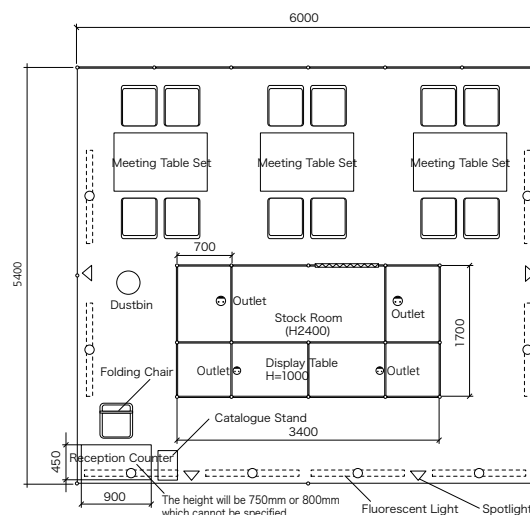 6000
Meeting Table Set Meeting Table Set Meeting Table Set
700
5400
Dustbin
Outlet
Outlet
Stock Room
(H2400)
1700
Outlet
Display Table
H=1000
Outlet
Folding Chair
Catalogue Stand
3400
Reception Counter
450
900
The height will be 750mm or 800mm
which cannot be specified
Fluorescent Light
Spotlight